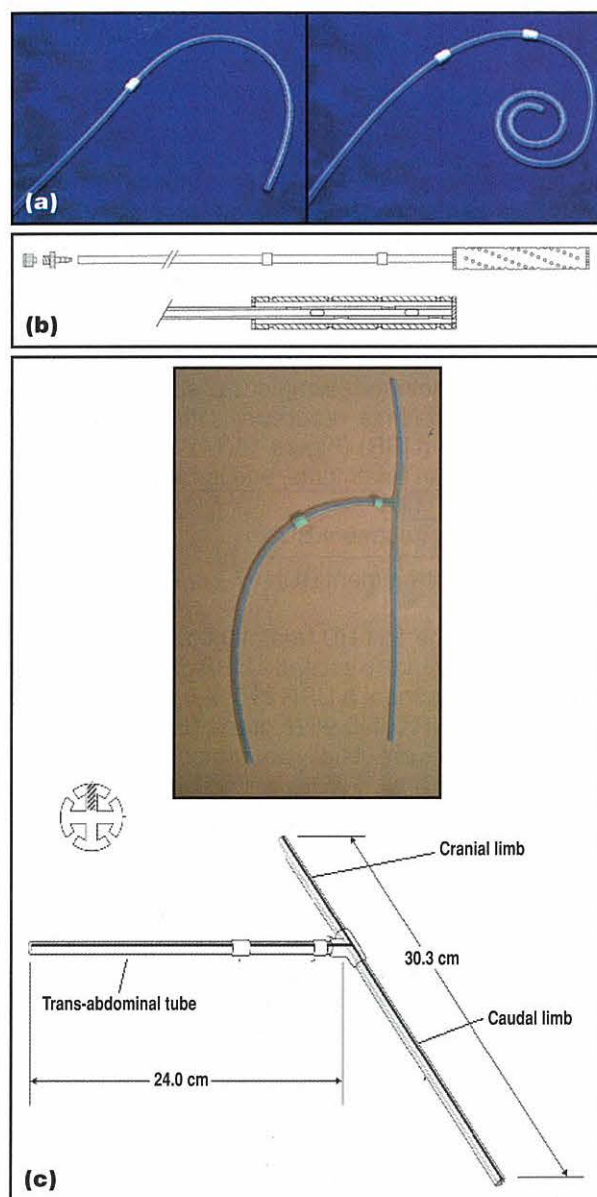 (a)
(b)
Cranial limb
30.3 cm
Trans-abdominal tube
Caudal limb
24.0 cm
(c)